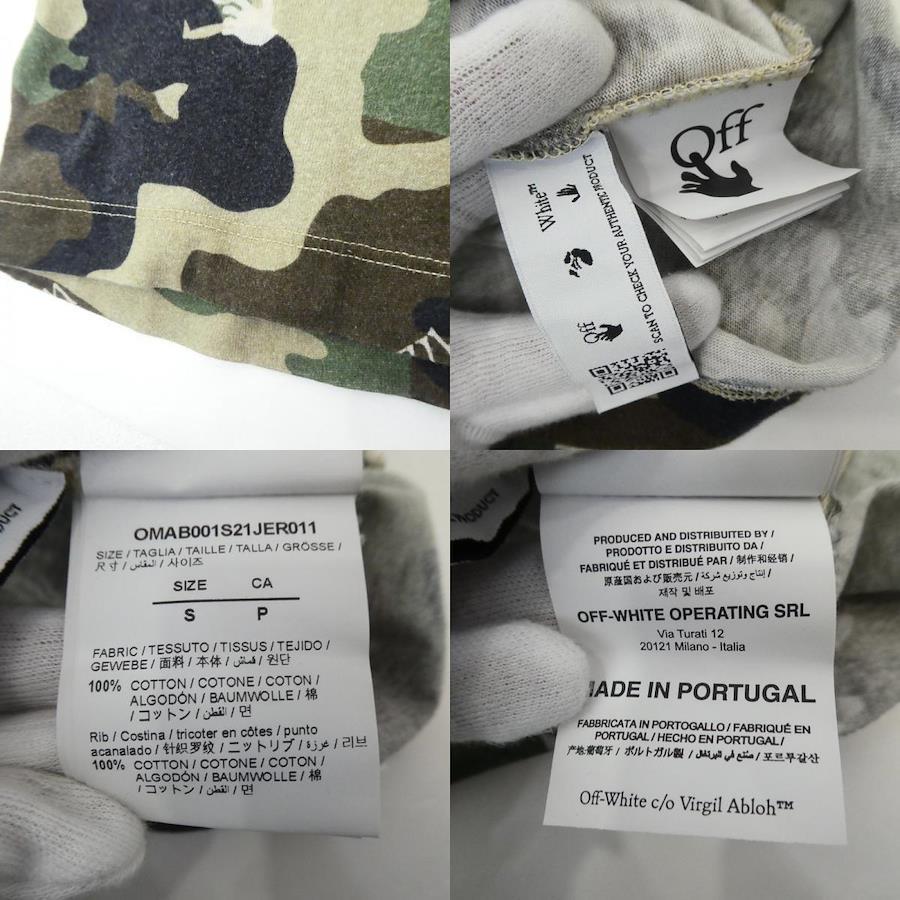 Off
White™
Off
SCAN TO CHECK YOUR AUTHENTIC PRODUCT
OMAB001S21JER011
SIZE / TAGLIA / TAILLE / TALLA / GRÖSSE /
尺寸 / المقاس / 사이즈
SIZE CA
S P
FABRIC / TESSUTO / TISSUS / TEJIDO /
GEWEBE / 面料 / 本体 / قماش / 원단
100% COTTON / COTONE / COTON /
ALGODÓN / BAUMWOLLE / 棉
/ コットン / القطن / 면
Rib / Costina / tricoter en côtes / punto
acanalado / 针织罗纹 / ニットリブ / غرزة / 리브
100% COTTON / COTONE / COTON /
ALGODÓN / BAUMWOLLE / 棉
/ コットン / القطن / 면
PRODUCED AND DISTRIBUTED BY /
PRODOTTO E DISTRIBUITO DA /
FABRIQUÉ ET DISTRIBUÉ PAR / 制作和经销 /
原産国および販売元 / إنتاج وتوزيع شركة /
제작 및 배포
OFF-WHITE OPERATING SRL
Via Turati 12
20121 Milano - Italia
MADE IN PORTUGAL
FABBRICATA IN PORTOGALLO / FABRIQUÉ EN
PORTUGAL / HECHO EN PORTUGAL /
产地:葡萄牙 / ポルトガル製 / صنع في البرتغال / 포르투갈산
Off-White c/o Virgil Abloh™